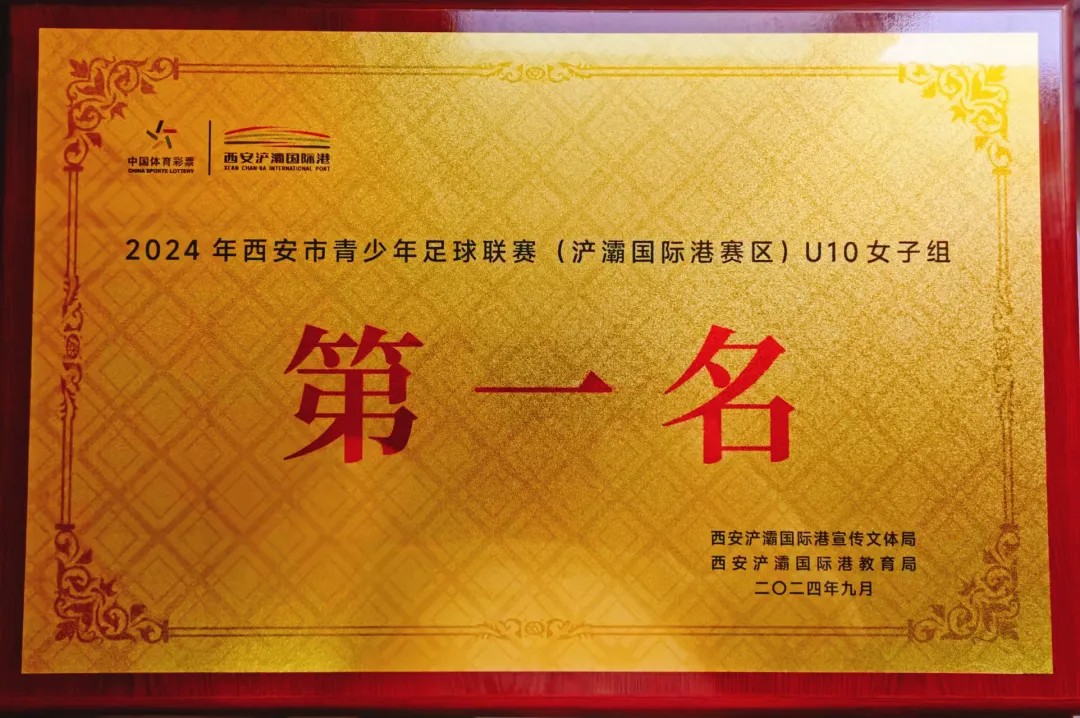 中国体育彩票
CHINA SPORTS LOTTERY
西安浐灞国际港
XI'AN CHAN-BA INTERNATIONAL PORT
2024年西安市青少年足球联赛（浐灞国际港赛区）U10女子组
第一名
西安浐灞国际港宣传文体局
西安浐灞国际港教育局
二〇二四年九月